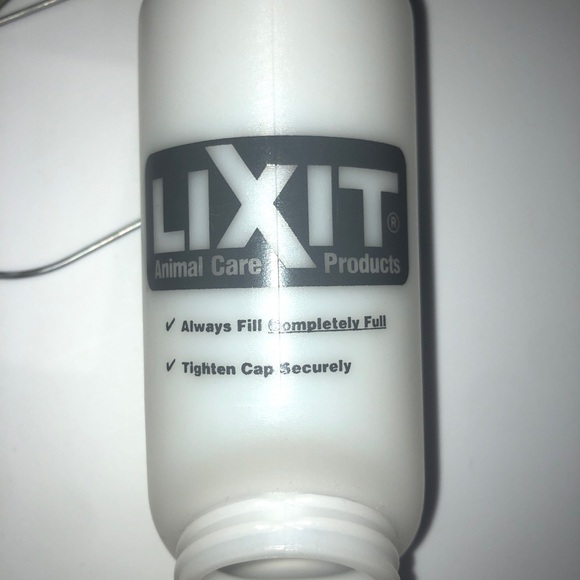 LIXIT®
Animal Care Products
✓ Always Fill Completely Full
✓ Tighten Cap Securely